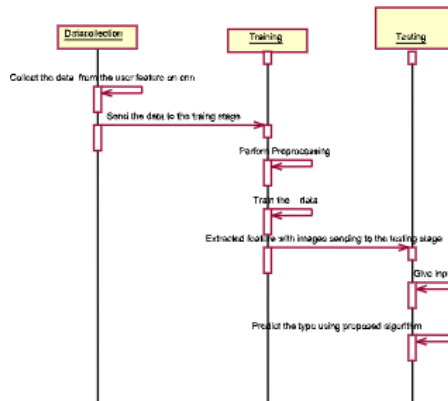 Datacollection
Training
Testing
Collect the data from the user feature on cnn
Send the data to the traing stage
Perform Preprocessing
Train the data
Extracted feature with images sending to the testing stage
Give inp
Predict the type using proposed algorithm